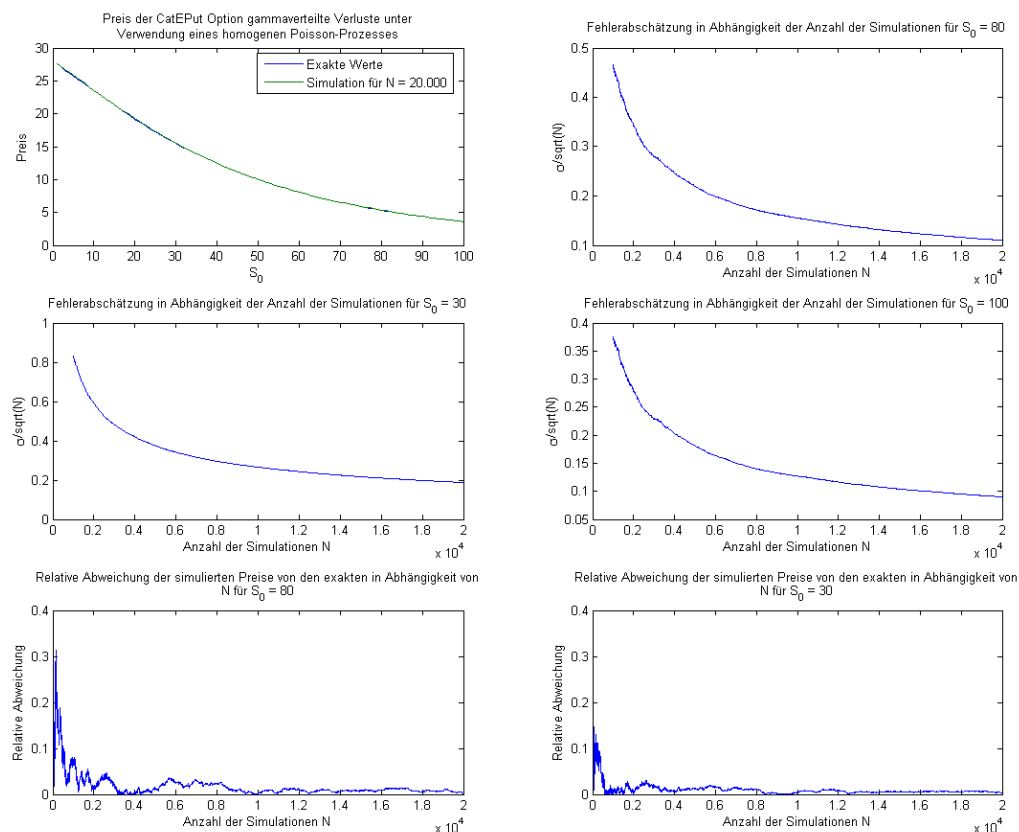 Preis der CatEPut Option gammaverteilte Verluste unter
Verwendung eines homogenen Poisson-Prozesses
30
25
20
15
10
5
0
Preis
Exakte Werte
Simulation für N = 20.000
0 10 20 30 40 50 60 70 80 90 100
S0
Fehlerabschätzung in Abhängigkeit der Anzahl der Simulationen für S0 = 80
0.5
0.4
0.3
0.2
0.1
σ/sqrt(N)
0 0.2 0.4 0.6 0.8 1 1.2 1.4 1.6 1.8 2
Anzahl der Simulationen N
x 10^4
Fehlerabschätzung in Abhängigkeit der Anzahl der Simulationen für S0 = 30
1
0.8
0.6
0.4
0.2
0
σ/sqrt(N)
0 0.2 0.4 0.6 0.8 1 1.2 1.4 1.6 1.8 2
Anzahl der Simulationen N
x 10^4
Fehlerabschätzung in Abhängigkeit der Anzahl der Simulationen für S0 = 100
0.4
0.35
0.3
0.25
0.2
0.15
0.1
0.05
σ/sqrt(N)
0 0.2 0.4 0.6 0.8 1 1.2 1.4 1.6 1.8 2
Anzahl der Simulationen N
x 10^4
Relative Abweichung der simulierten Preise von den exakten in Abhängigkeit von
N für S0 = 80
0.4
0.3
0.2
0.1
0
Relative Abweichung
0 0.2 0.4 0.6 0.8 1 1.2 1.4 1.6 1.8 2
Anzahl der Simulationen N
x 10^4
Relative Abweichung der simulierten Preise von den exakten in Abhängigkeit von
N für S0 = 30
0.4
0.3
0.2
0.1
0
Relative Abweichung
0 0.2 0.4 0.6 0.8 1 1.2 1.4 1.6 1.8 2
Anzahl der Simulationen N
x 10^4